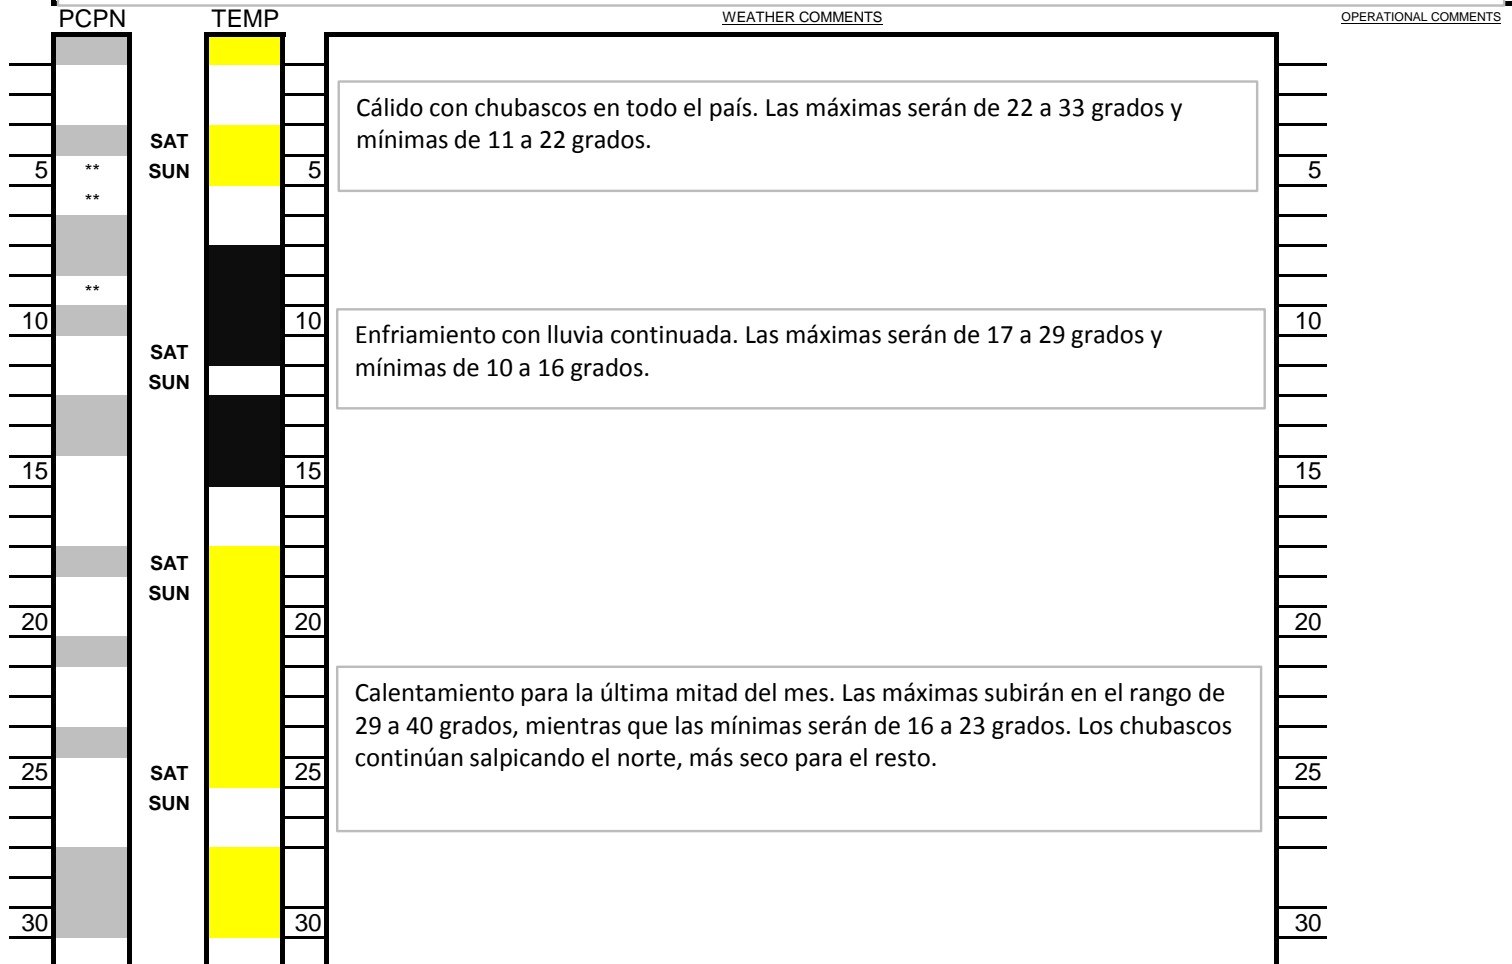 PCPN TEMP WEATHER COMMENTS OPERATIONAL COMMENTS
Cálido con chubascos en todo el país. Las máximas serán de 22 a 33 grados y
mínimas de 11 a 22 grados.
SAT
5 ** SUN 5 5
**
**
10 10 10
Enfriamiento con lluvia continuada. Las máximas serán de 17 a 29 grados y
mínimas de 10 a 16 grados.
SAT
SUN
15 15 15
SAT
SUN
20 20 20
Calentamiento para la última mitad del mes. Las máximas subirán en el rango de
29 a 40 grados, mientras que las mínimas serán de 16 a 23 grados. Los chubascos
continúan salpicando el norte, más seco para el resto.
25 SAT 25 25
SUN
30 30 30